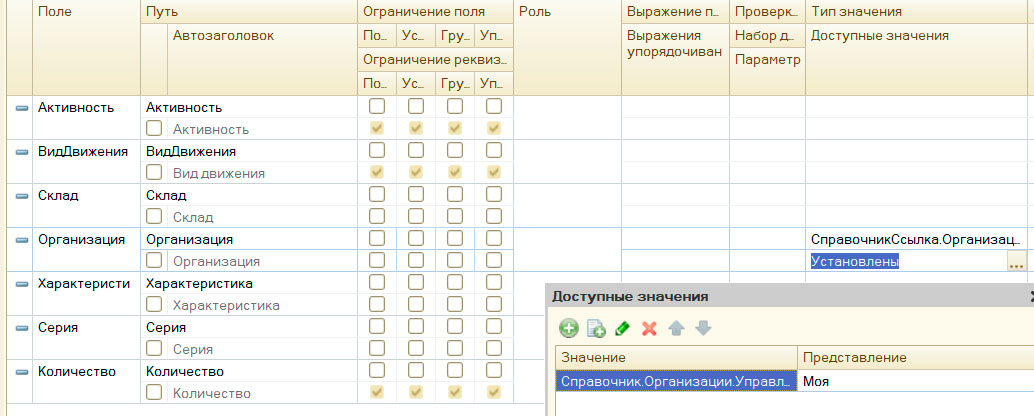 Поле Путь Ограничение поля Роль Выражение п... Проверк... Тип значения
Автозаголовок По... Ус... Гру... Уп... Выражения упорядочиван Набор д... Доступные значения
Ограничение реквиз... Параметр
По... Ус... Гру... Уп...
Активность Активность
Активность
ВидДвижения ВидДвижения
Вид движения
Склад Склад
Склад
Организация Организация СправочникСсылка.Организац...
Организация Установлены ...
Характеристи Характеристика
Характеристика
Доступные значения
Серия Серия
Серия
Значение Представление
Количество Количество
Справочник.Организации.Управл... Моя
Количество